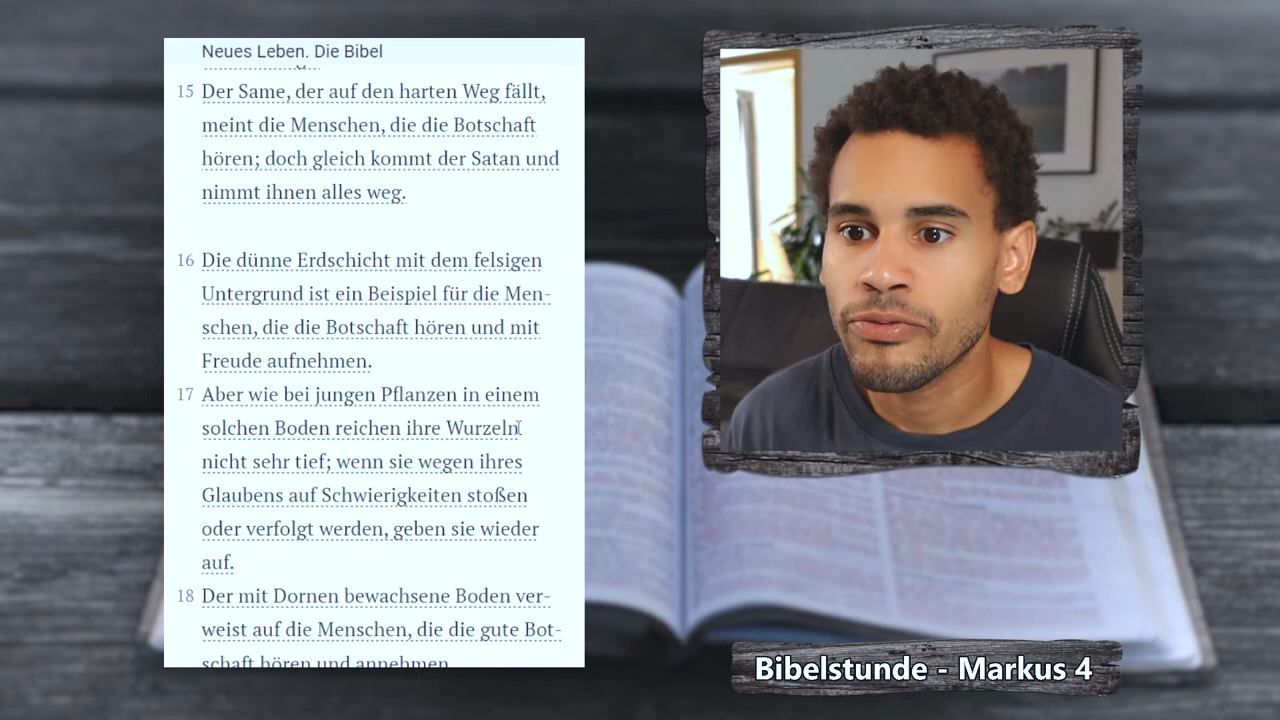 Neues Leben. Die Bibel
15 Der Same, der auf den harten Weg fällt,
meint die Menschen, die die Botschaft
hören; doch gleich kommt der Satan und
nimmt ihnen alles weg.
16 Die dünne Erdschicht mit dem felsigen
Untergrund ist ein Beispiel für die Men-
schen, die die Botschaft hören und mit
Freude aufnehmen.
17 Aber wie bei jungen Pflanzen in einem
solchen Boden reichen ihre Wurzeln
nicht sehr tief; wenn sie wegen ihres
Glaubens auf Schwierigkeiten stoßen
oder verfolgt werden, geben sie wieder
auf.
18 Der mit Dornen bewachsene Boden ver-
weist auf die Menschen, die die gute Bot-
schaft hören und annehmen
Bibelstunde - Markus 4